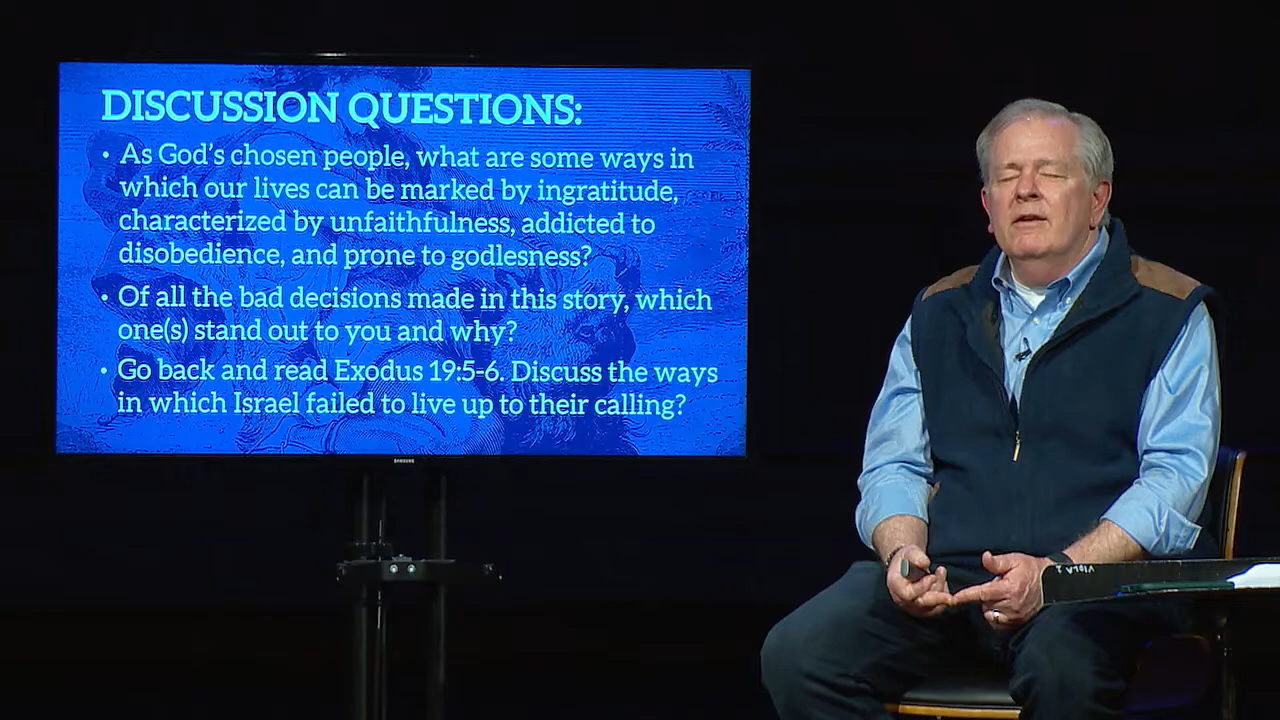 DISCUSSION QUESTIONS:
• As God's chosen people, what are some ways in
which our lives can be marked by ingratitude,
characterized by unfaithfulness, addicted to
disobedience, and prone to godlesness?
• Of all the bad decisions made in this story, which
one(s) stand out to you and why?
• Go back and read Exodus 19:5-6. Discuss the ways
in which Israel failed to live up to their calling?
SAMSUNG
VIOLA 2